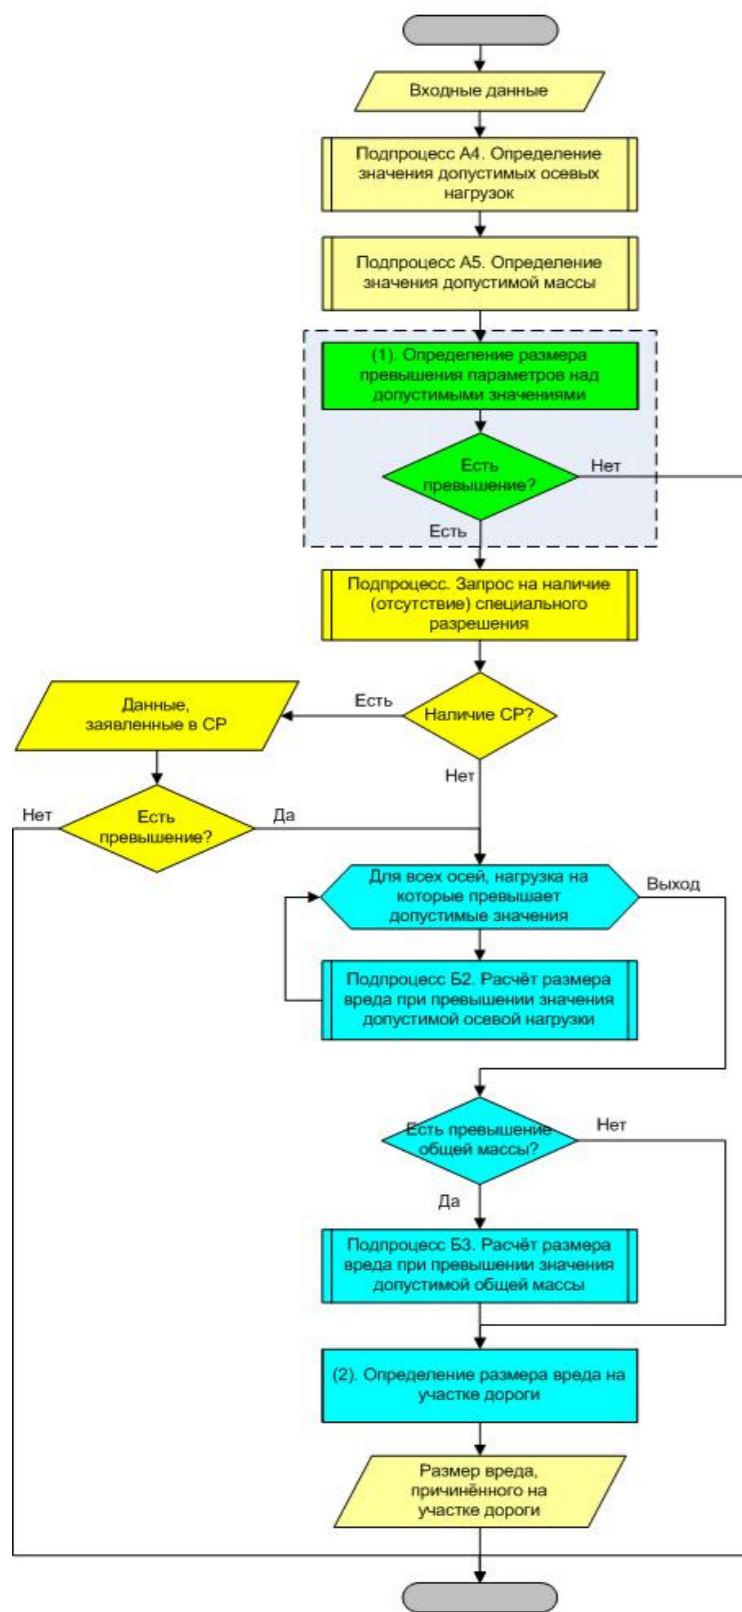 Входные данные
Подпроцесс А4. Определение
значения допустимых осевых
нагрузок
Подпроцесс А5. Определение
значения допустимой массы
(1). Определение размера
превышения параметров над
допустимыми значениями
Есть
превышение?
Нет
Есть
Подпроцесс. Запрос на наличие
(отсутствие) специального
разрешения
Данные,
заявленные в СР
Есть
Наличие СР?
Нет
Нет
Есть
превышение?
Да
Для всех осей, нагрузка на
которые превышает
допустимые значения
Выход
Подпроцесс Б2. Расчёт размера
вреда при превышении значения
допустимой осевой нагрузки
Есть превышение
общей массы?
Нет
Да
Подпроцесс Б3. Расчёт размера
вреда при превышении значения
допустимой общей массы
(2). Определение размера вреда на
участке дороги
Размер вреда,
причинённого на
участке дороги